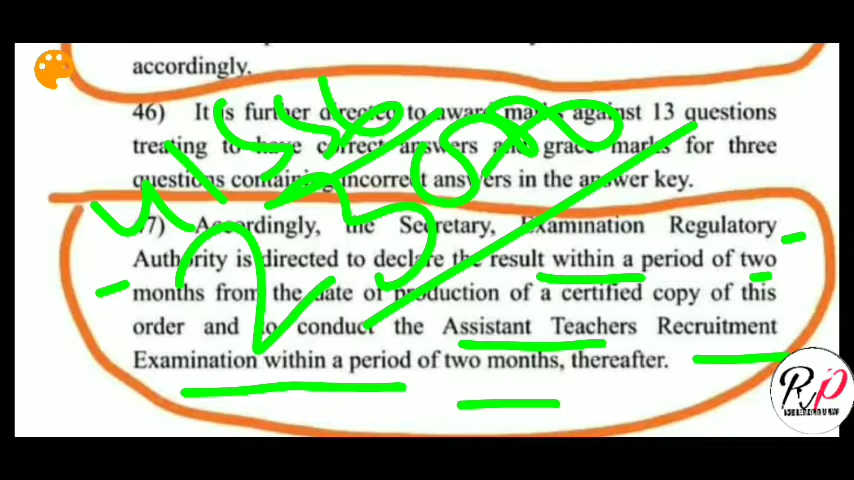 accordingly.
46) It is further directed to award marks against 13 questions
treating to have correct answers and grace marks for three
questions containing incorrect answers in the answer key.
47) Accordingly, the Secretary, Examination Regulatory
Authority is directed to declare the result within a period of two
months from the date of production of a certified copy of this
order and to conduct the Assistant Teachers Recruitment
Examination within a period of two months, thereafter.
RP